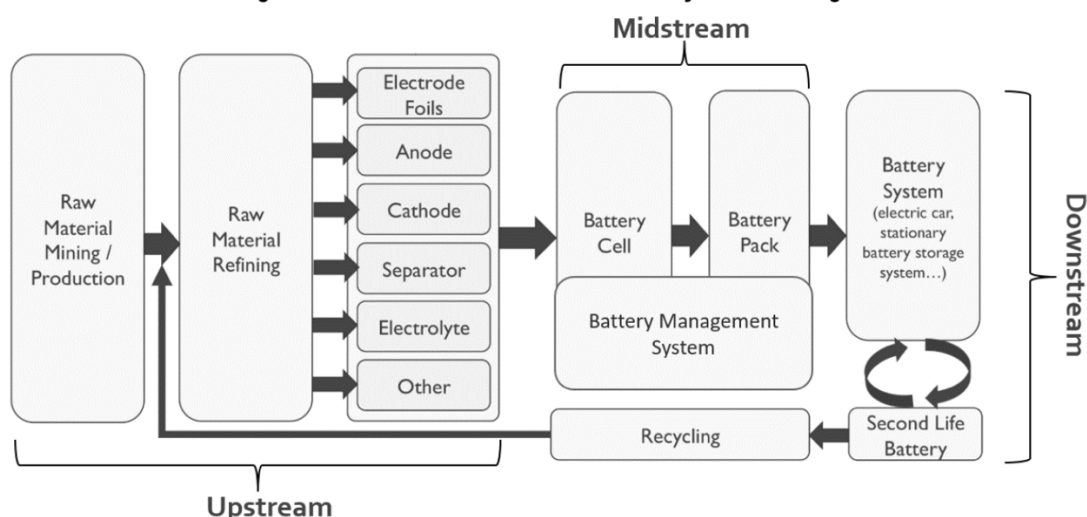 Midstream
Raw
Material
Mining /
Production
Raw
Material
Refining
Electrode
Foils
Anode
Cathode
Separator
Electrolyte
Other
Battery
Cell
Battery
Pack
Battery Management
System
Battery
System
(electric car,
stationary
battery storage
system...)
Downstream
Second Life
Battery
Recycling
Upstream